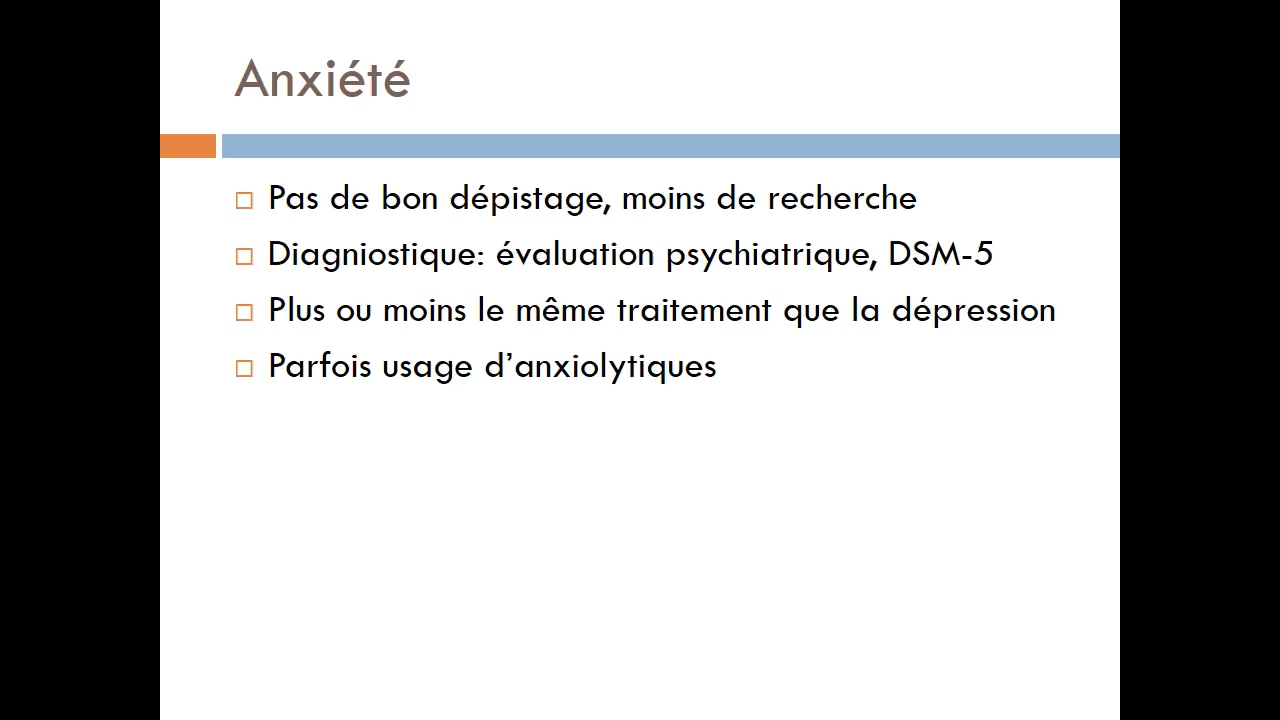 Anxiété
Pas de bon dépistage, moins de recherche
Diagniostique: évaluation psychiatrique, DSM-5
Plus ou moins le même traitement que la dépression
Parfois usage d’anxiolytiques